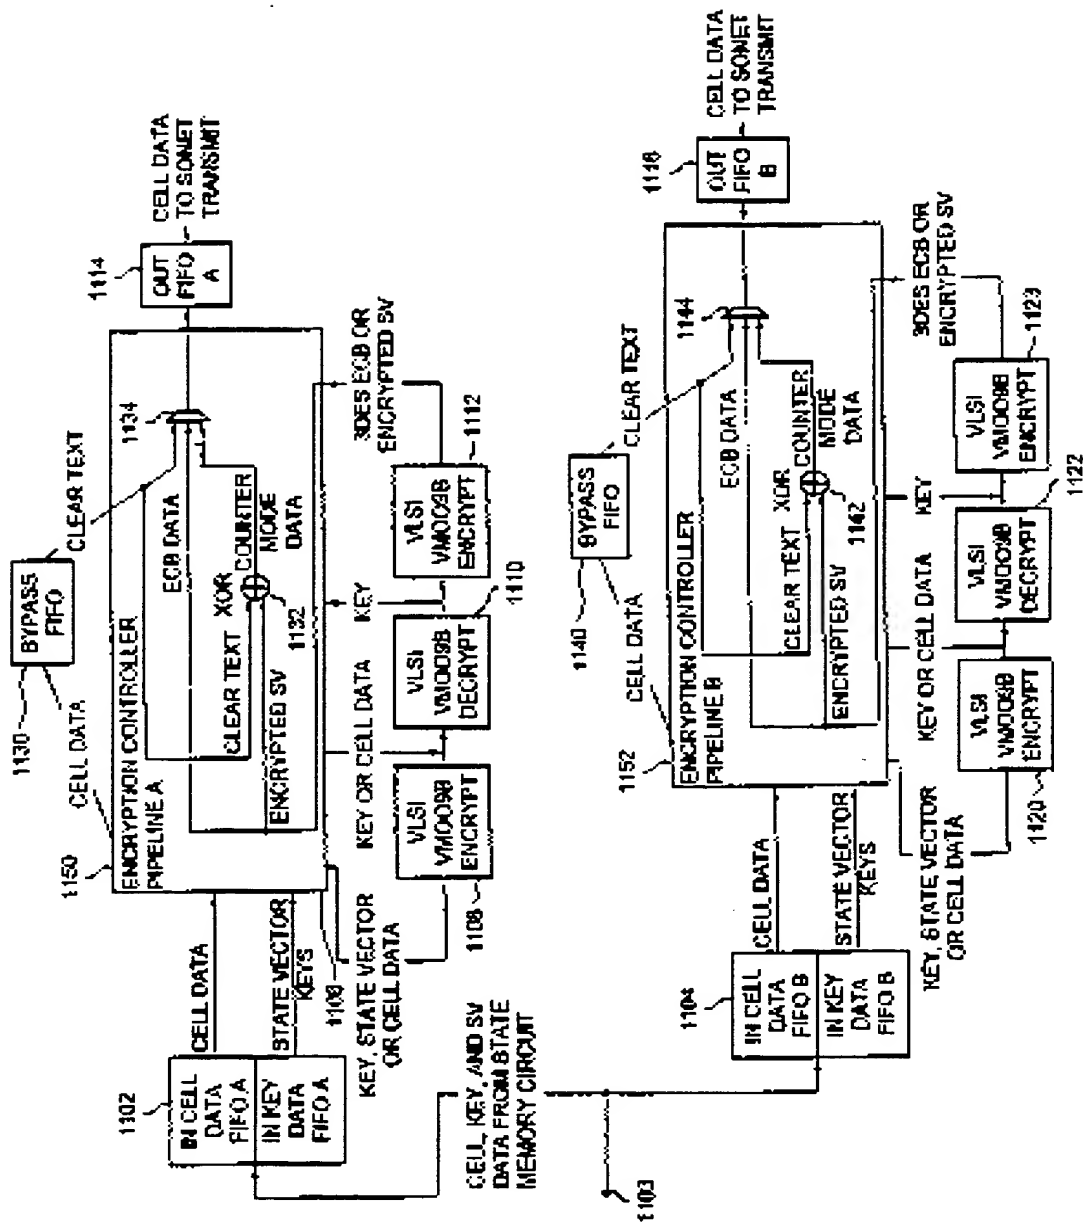 1102
IN CELL
DATA
FIFO A
IN KEY
DATA
FIFO A
CELL DATA
STATE VECTOR
KEYS
CELL, KEY, AND SV
DATA FROM STATE
MEMORY CIRCUIT
1103
KEY, STATE VECTOR
OR CELL DATA
1150
ENCRYPTION CONTROLLER
PIPELINE A
1130
BYPASS
FIFO
CELL DATA
CLEAR TEXT
ECB DATA
CLEAR TEXT
XOR
COUNTER
MODE
DATA
ENCRYPTED SV
1132
1134
1114
OUT
FIFO
A
CELL DATA
TO SONET
TRANSMIT
1108
VLSI
VM009B
ENCRYPT
KEY OR CELL DATA
VLSI
VM009B
DECRYPT
1110
KEY
VLSI
VM009B
ENCRYPT
1112
3DES ECB OR
ENCRYPTED SV
1104
IN CELL
DATA
FIFO B
IN KEY
DATA
FIFO B
CELL DATA
STATE VECTOR
KEYS
KEY, STATE VECTOR
OR CELL DATA
1152
ENCRYPTION CONTROLLER
PIPELINE B
1140
BYPASS
FIFO
CELL DATA
CLEAR TEXT
ECB DATA
CLEAR TEXT
XOR
COUNTER
MODE
DATA
ENCRYPTED SV
1142
1144
1116
OUT
FIFO
B
CELL DATA
TO SONET
TRANSMIT
1120
VLSI
VM009B
ENCRYPT
KEY OR CELL DATA
VLSI
VM009B
DECRYPT
1122
KEY
VLSI
VM009B
ENCRYPT
3DES ECB OR
ENCRYPTED SV